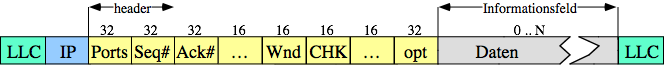 header Informationsfeld
32 32 32 16 16 16 16 32 0 .. N
LLC IP Ports Seq# Ack# ... Wnd CHK ... opt Daten LLC